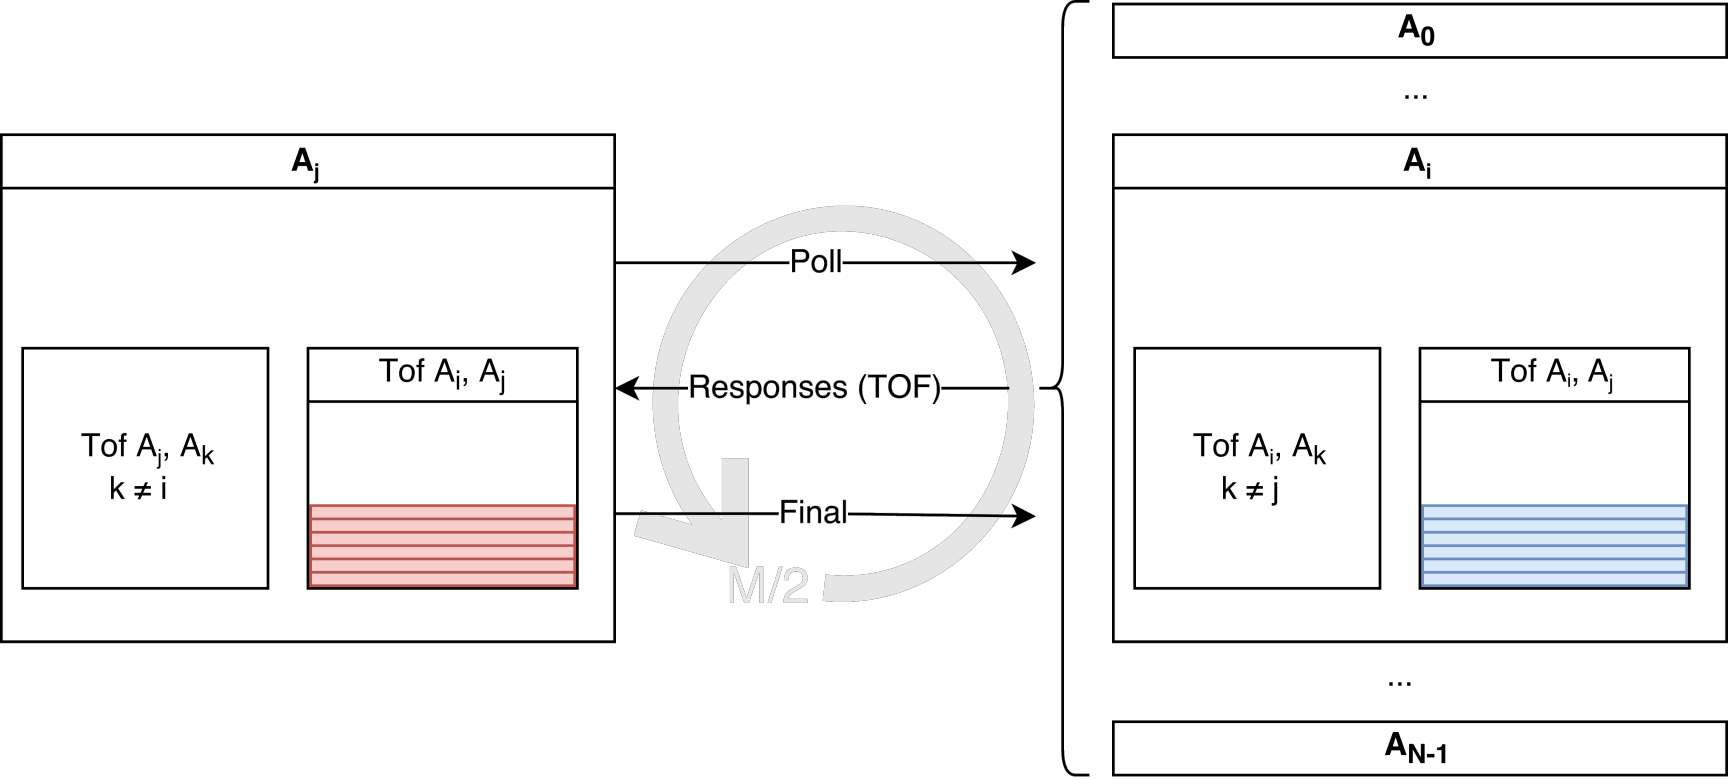 A0
...
Aj
Ai
Poll
Tof Ai, Aj
Tof Ai, Aj
Responses (TOF)
Tof Aj, Ak
k ≠ i
Tof Ai, Ak
k ≠ j
Final
M/2
...
AN-1